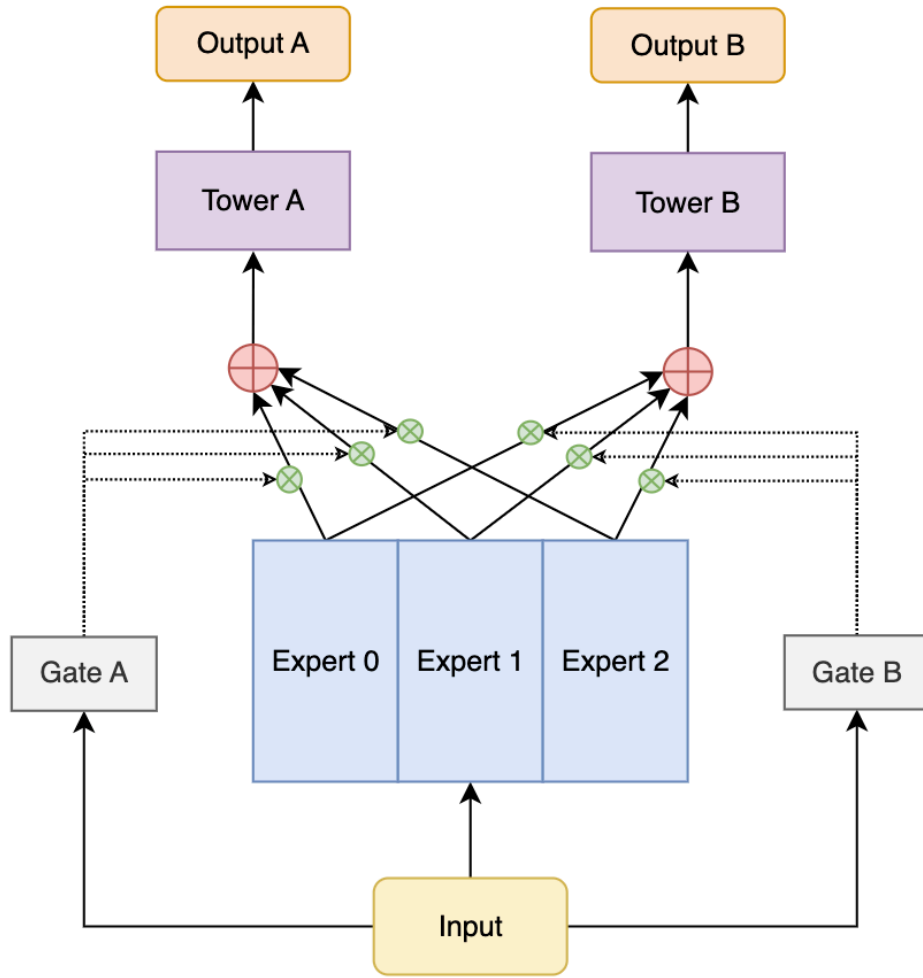 Output A
Output B
Tower A
Tower B
Expert 0
Expert 1
Expert 2
Gate A
Gate B
Input